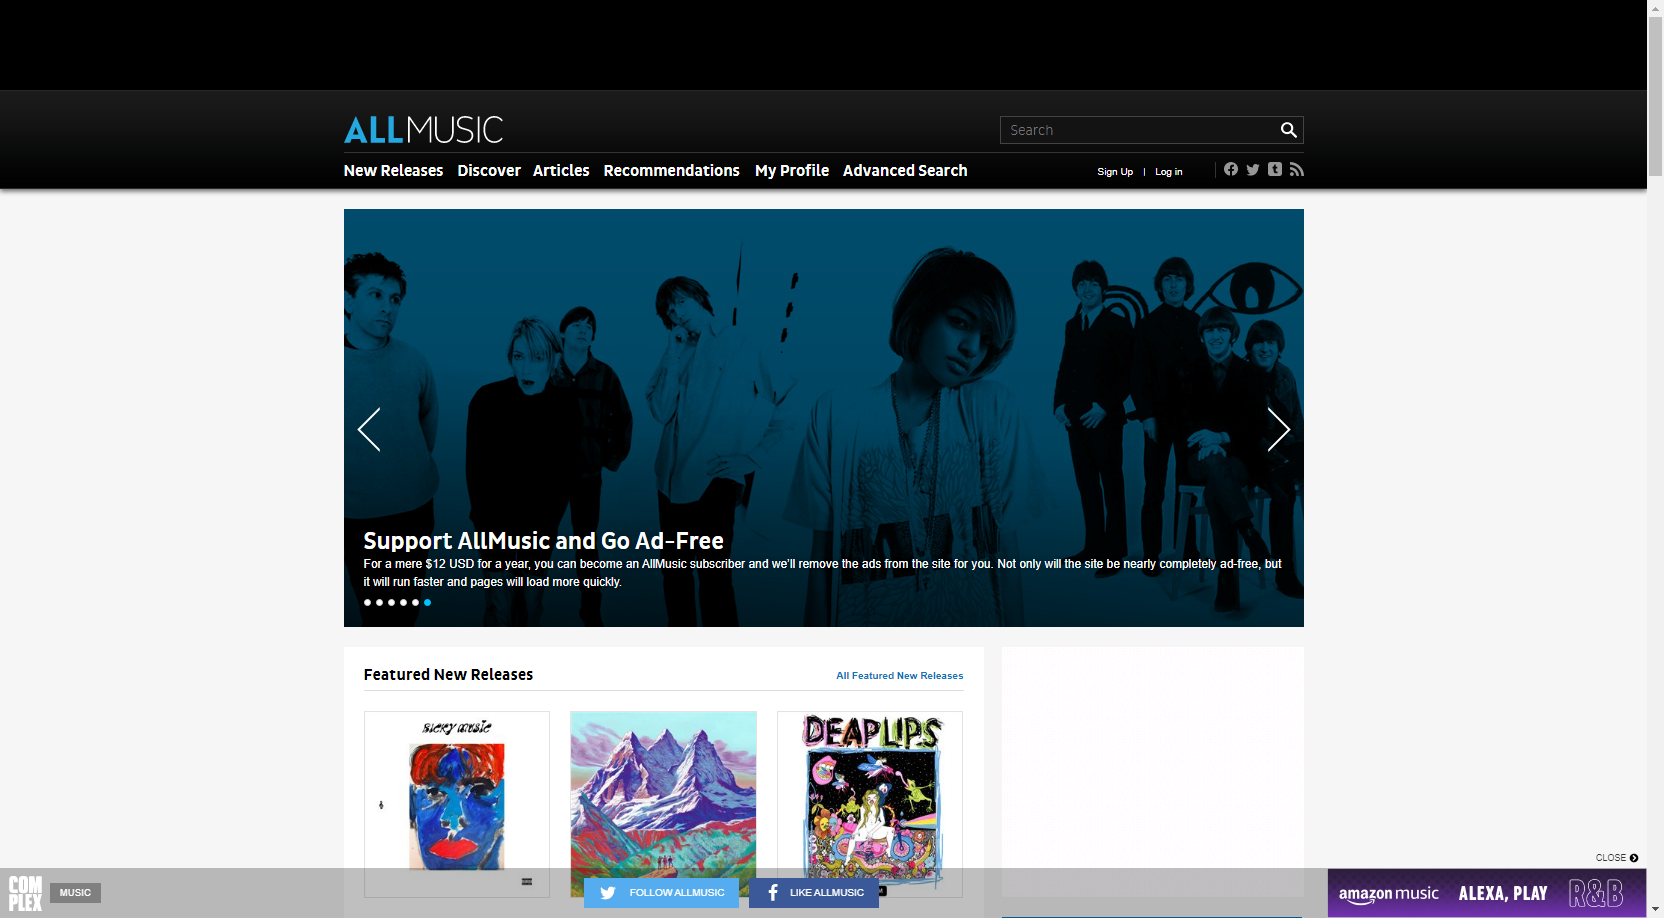 ALLMUSIC
Search
New Releases Discover Articles Recommendations My Profile Advanced Search
Sign Up | Log in
Support AllMusic and Go Ad-Free
For a mere $12 USD for a year, you can become an AllMusic subscriber and we'll remove the ads from the site for you. Not only will the site be nearly completely ad-free, but
it will run faster and pages will load more quickly.
Featured New Releases
All Featured New Releases
RICKY MUSIC
DEAP LIPS
CLOSE
COM
PLEX
MUSIC
FOLLOW ALLMUSIC
LIKE ALLMUSIC
amazon music ALEXA, PLAY R&B